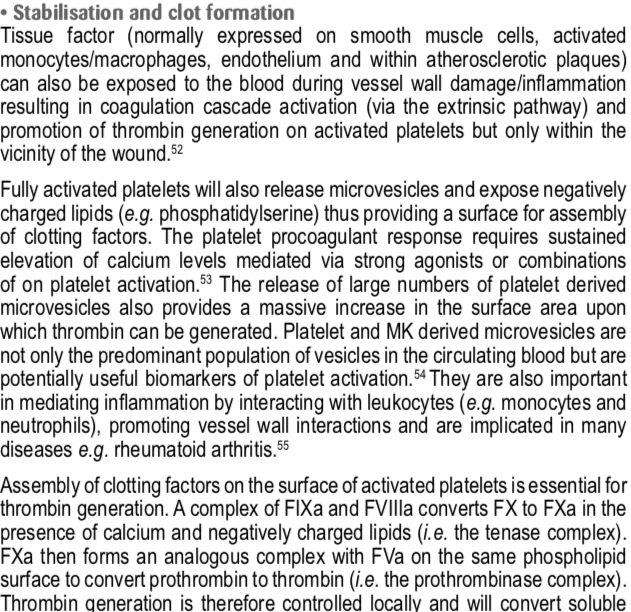 • Stabilisation and clot formation
Tissue factor (normally expressed on smooth muscle cells, activated
monocytes/macrophages, endothelium and within atherosclerotic plaques)
can also be exposed to the blood during vessel wall damage/inflammation
resulting in coagulation cascade activation (via the extrinsic pathway) and
promotion of thrombin generation on activated platelets but only within the
vicinity of the wound.52
Fully activated platelets will also release microvesicles and expose negatively
charged lipids (e.g. phosphatidylserine) thus providing a surface for assembly
of clotting factors. The platelet procoagulant response requires sustained
elevation of calcium levels mediated via strong agonists or combinations
of on platelet activation.53 The release of large numbers of platelet derived
microvesicles also provides a massive increase in the surface area upon
which thrombin can be generated. Platelet and MK derived microvesicles are
not only the predominant population of vesicles in the circulating blood but are
potentially useful biomarkers of platelet activation.54 They are also important
in mediating inflammation by interacting with leukocytes (e.g. monocytes and
neutrophils), promoting vessel wall interactions and are implicated in many
diseases e.g. rheumatoid arthritis.55
Assembly of clotting factors on the surface of activated platelets is essential for
thrombin generation. A complex of FIXa and FVIIIa converts FX to FXa in the
presence of calcium and negatively charged lipids (i.e. the tenase complex).
FXa then forms an analogous complex with FVa on the same phospholipid
surface to convert prothrombin to thrombin (i.e. the prothrombinase complex).
Thrombin generation is therefore controlled locally and will convert soluble